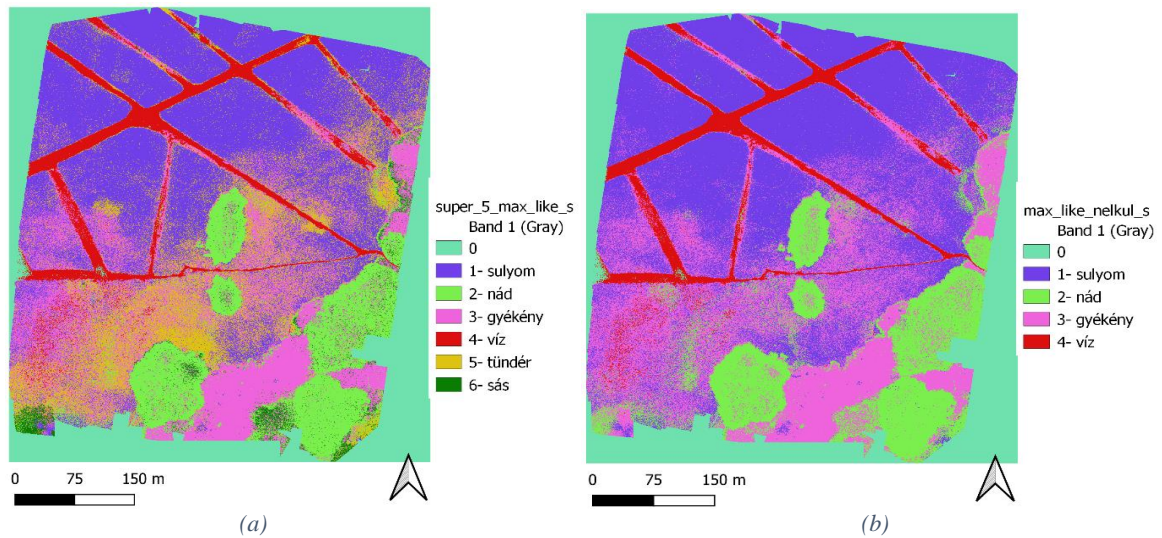 super_5_max_like_s
Band 1 (Gray)
0
1- sulyom
2- nád
3- gyékény
4- víz
5- tündér
6- sás
0 75 150 m
(a)
max_like_nelkul_s
Band 1 (Gray)
0
1- sulyom
2- nád
3- gyékény
4- víz
0 75 150 m
(b)